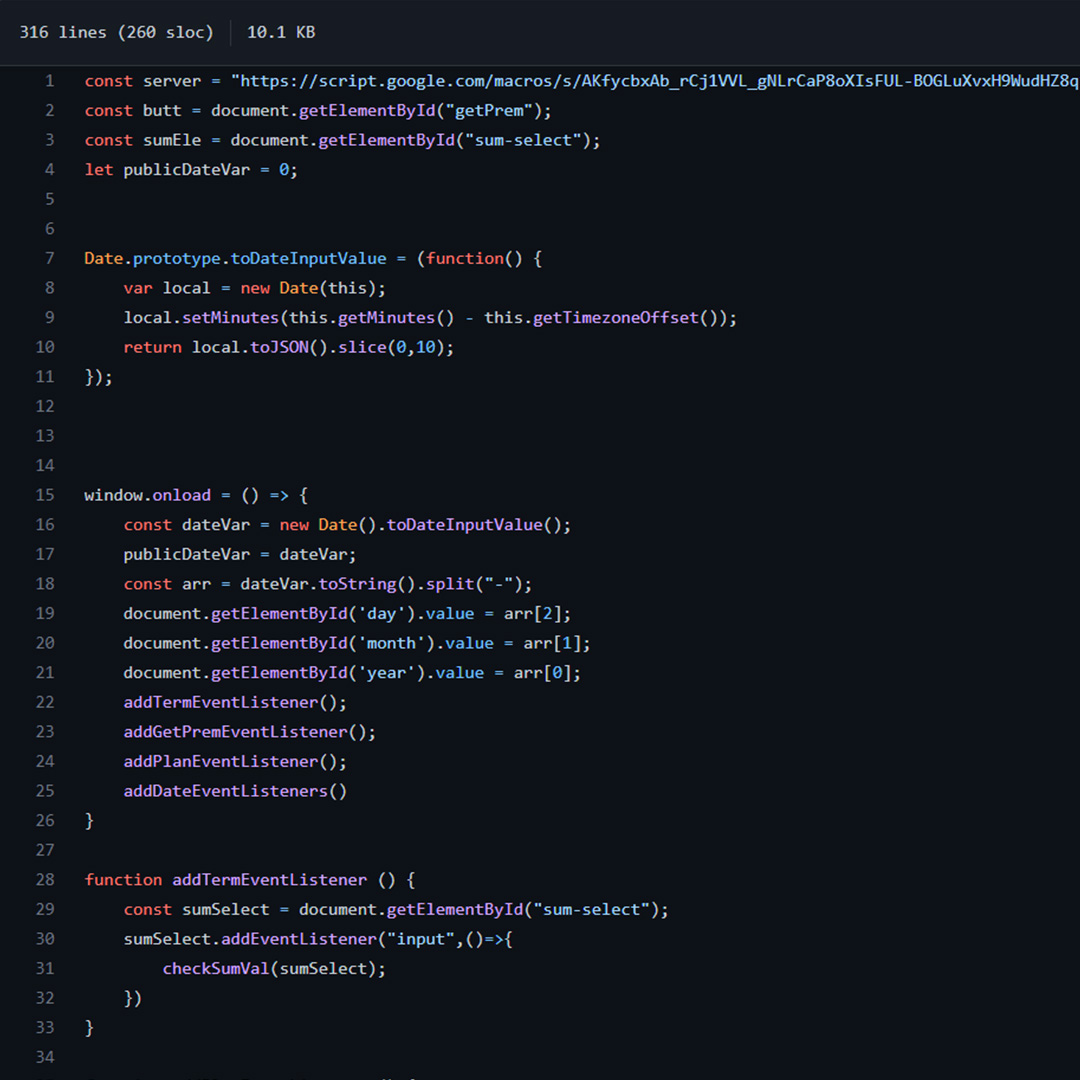 316 lines (260 sloc) 10.1 KB
1 const server = "https://script.google.com/macros/s/AKfycbxAb_rCj1VVL_gNLrCaP8oXIsFUL-BOGLuXvxH9WudHZ8q
2 const butt = document.getElementById("getPrem");
3 const sumEle = document.getElementById("sum-select");
4 let publicDateVar = 0;
5
6
7 Date.prototype.toDateInputValue = (function() {
8     var local = new Date(this);
9     local.setMinutes(this.getMinutes() - this.getTimezoneOffset());
10     return local.toJSON().slice(0,10);
11 });
12
13
14
15 window.onload = () => {
16     const dateVar = new Date().toDateInputValue();
17     publicDateVar = dateVar;
18     const arr = dateVar.toString().split("-");
19     document.getElementById('day').value = arr[2];
20     document.getElementById('month').value = arr[1];
21     document.getElementById('year').value = arr[0];
22     addTermEventListener();
23     addGetPremEventListener();
24     addPlanEventListener();
25     addDateEventListeners()
26 }
27
28 function addTermEventListener () {
29     const sumSelect = document.getElementById("sum-select");
30     sumSelect.addEventListener("input",()=>{
31         checkSumVal(sumSelect);
32     })
33 }
34